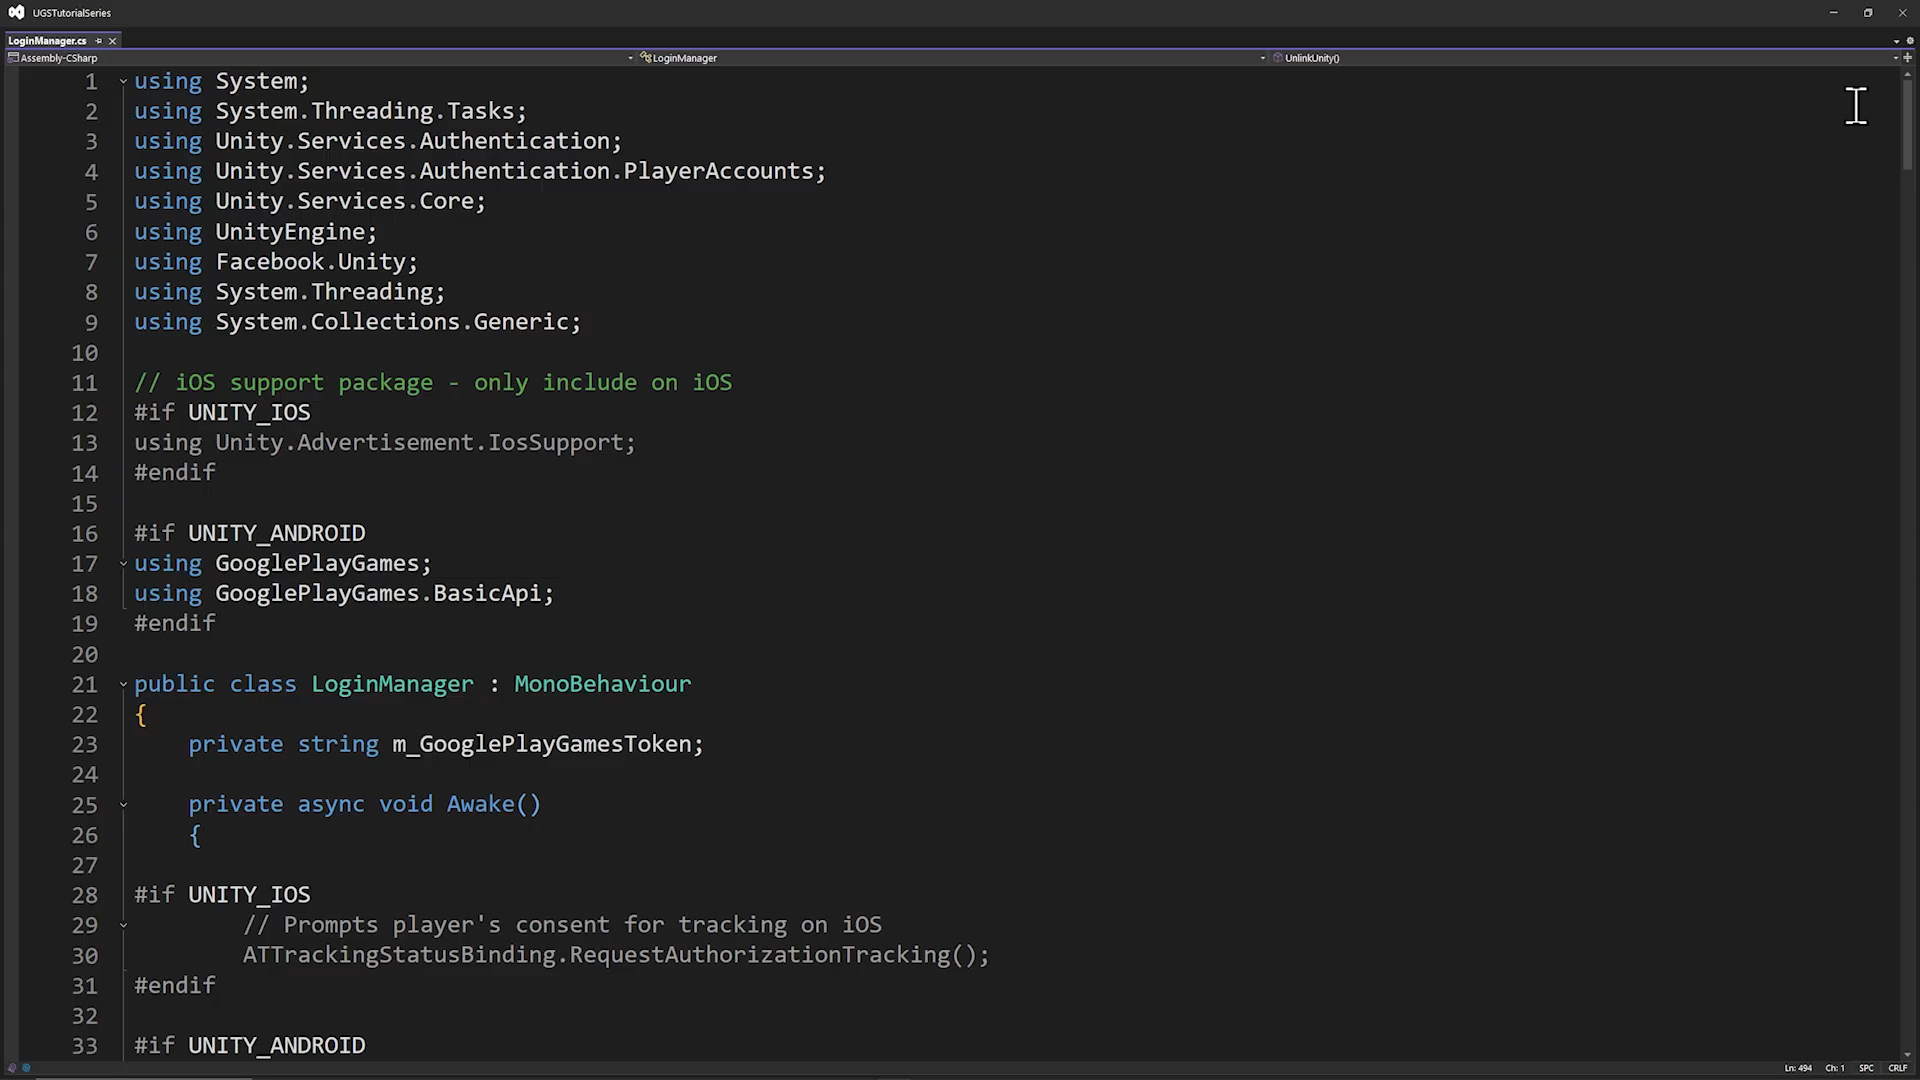 UGSTutorialSeries
LoginManager.cs
Assembly-CSharp
LoginManager
UnlinkUnity()
1 using System;
2 using System.Threading.Tasks;
3 using Unity.Services.Authentication;
4 using Unity.Services.Authentication.PlayerAccounts;
5 using Unity.Services.Core;
6 using UnityEngine;
7 using Facebook.Unity;
8 using System.Threading;
9 using System.Collections.Generic;
10
11 // iOS support package - only include on iOS
12 #if UNITY_IOS
13 using Unity.Advertisement.IosSupport;
14 #endif
15
16 #if UNITY_ANDROID
17 using GooglePlayGames;
18 using GooglePlayGames.BasicApi;
19 #endif
20
21 public class LoginManager : MonoBehaviour
22 {
23 private string m_GooglePlayGamesToken;
24
25 private async void Awake()
26 {
27
28 #if UNITY_IOS
29 // Prompts player's consent for tracking on iOS
30 ATTrackingStatusBinding.RequestAuthorizationTracking();
31 #endif
32
33 #if UNITY_ANDROID
Ln: 494 Ch: 1 SPC CRLF